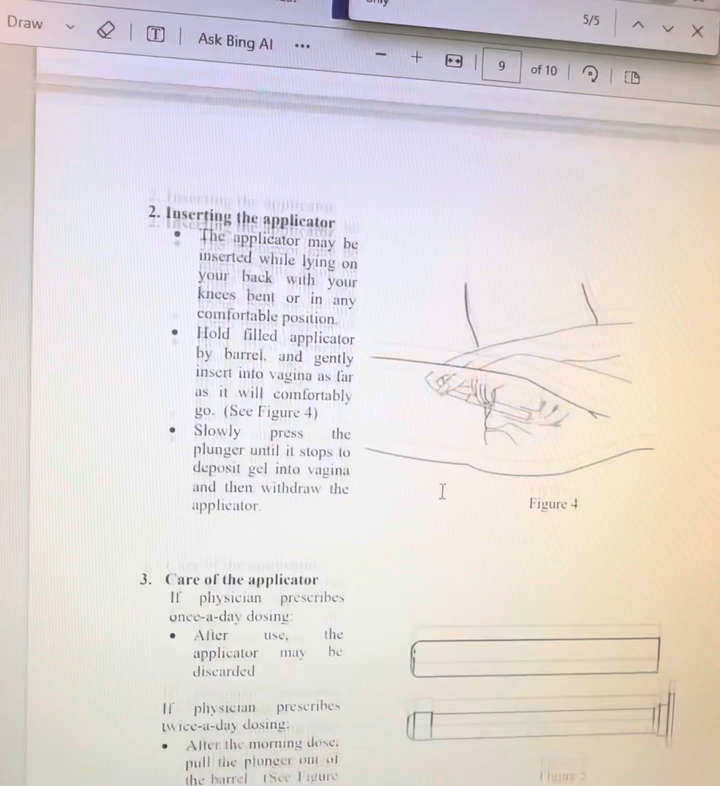 only
Draw
T
Ask Bing AI
5/5
9
of 10
2. Inserting the applicator
• The applicator may be
inserted while lying on
your back with your
knees bent or in any
comfortable position.
• Hold filled applicator
by barrel, and gently
insert into vagina as far
as it will comfortably
go. (See Figure 4)
• Slowly press the
plunger until it stops to
deposit gel into vagina
and then withdraw the
applicator.
Figure 4
3. Care of the applicator
If physician prescribes
once-a-day dosing:
• After use, the
applicator may be
discarded
If physician prescribes
twice-a-day dosing:
• After the morning dose,
pull the plunger out of
the barrel (See Figure
Figure 5